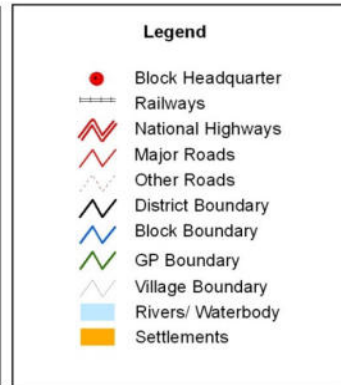 Legend
Block Headquarter
Railways
National Highways
Major Roads
Other Roads
District Boundary
Block Boundary
GP Boundary
Village Boundary
Rivers/ Waterbody
Settlements